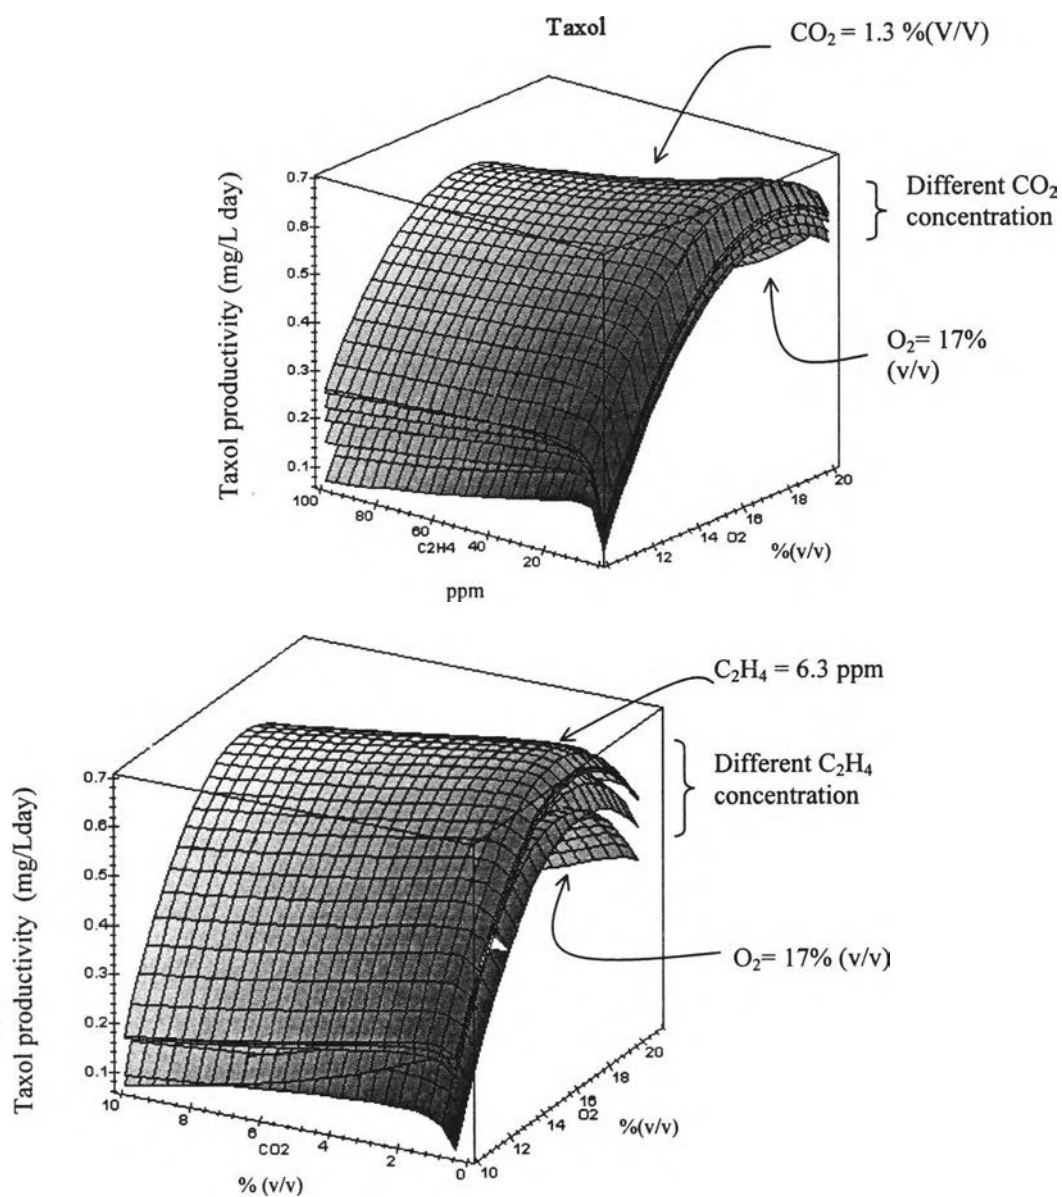 Taxol
CO₂ = 1.3 %(V/V)
Different CO₂
concentration
O₂= 17%
(v/v)
Taxol productivity (mg/L day)
0.7
0.6
0.5
0.4
0.3
0.2
0.1
100
80
60
C2H4
40
20
ppm
12
14
O2
16
18
20
%(v/v)
C₂H₄ = 6.3 ppm
Different C₂H₄
concentration
O₂= 17% (v/v)
Taxol productivity (mg/Lday)
0.7
0.6
0.5
0.4
0.3
0.2
0.1
10
8
6
CO2
4
2
0
% (v/v)
10
12
14
O2
16
18
20
%(v/v)